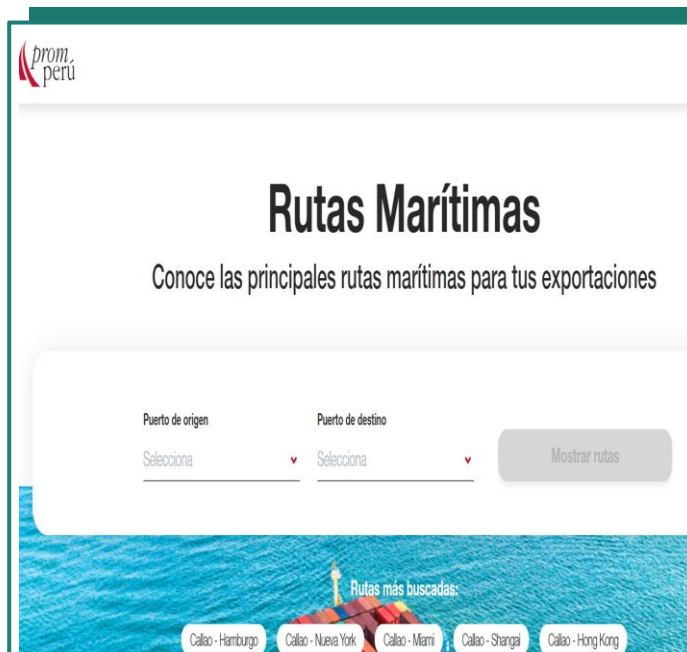 prom
perú
Rutas Marítimas
Conoce las principales rutas marítimas para tus exportaciones
Puerto de origen
Puerto de destino
Selecciona
Selecciona
Mostrar rutas
Rutas más buscadas:
Callao - Hamburgo
Callao - Nueva York
Callao - Miami
Callao - Shangai
Callao - Hong Kong